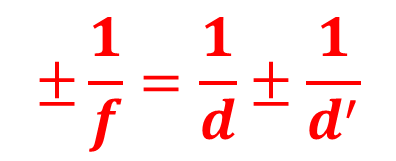 ± 1/f = 1/d ± 1/d′